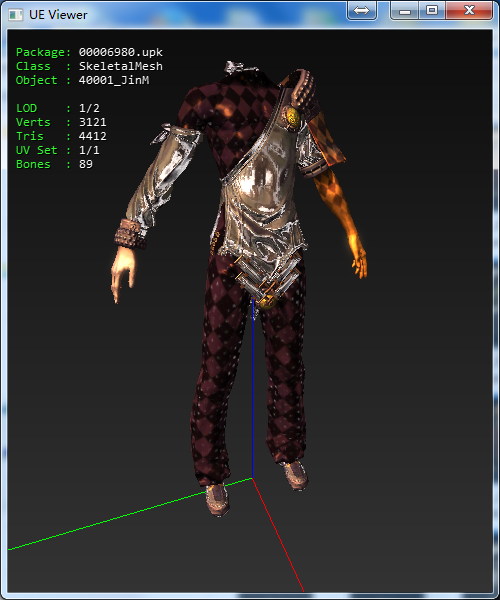 UE Viewer
Package: 00006980.upk
Class : SkeletalMesh
Object : 40001_JinM
LOD : 1/2
Verts : 3121
Tris : 4412
UV Set : 1/1
Bones : 89